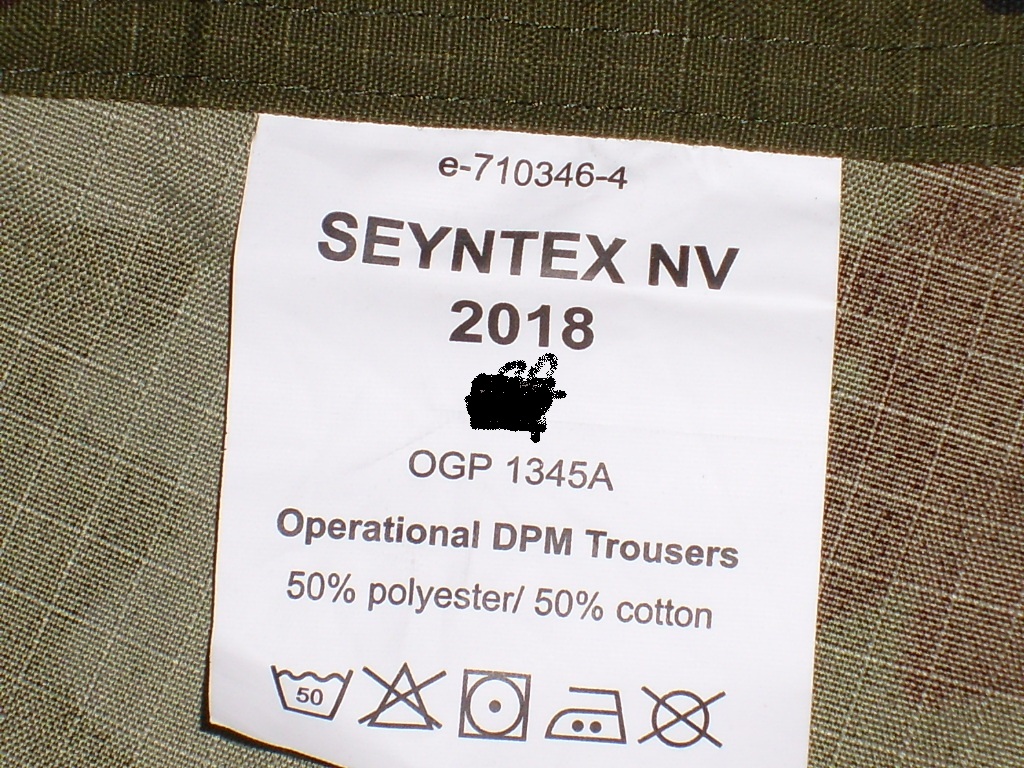 e-710346-4
SEYNTEX NV
2018
OGP 1345A
Operational DPM Trousers
50% polyester/ 50% cotton
50